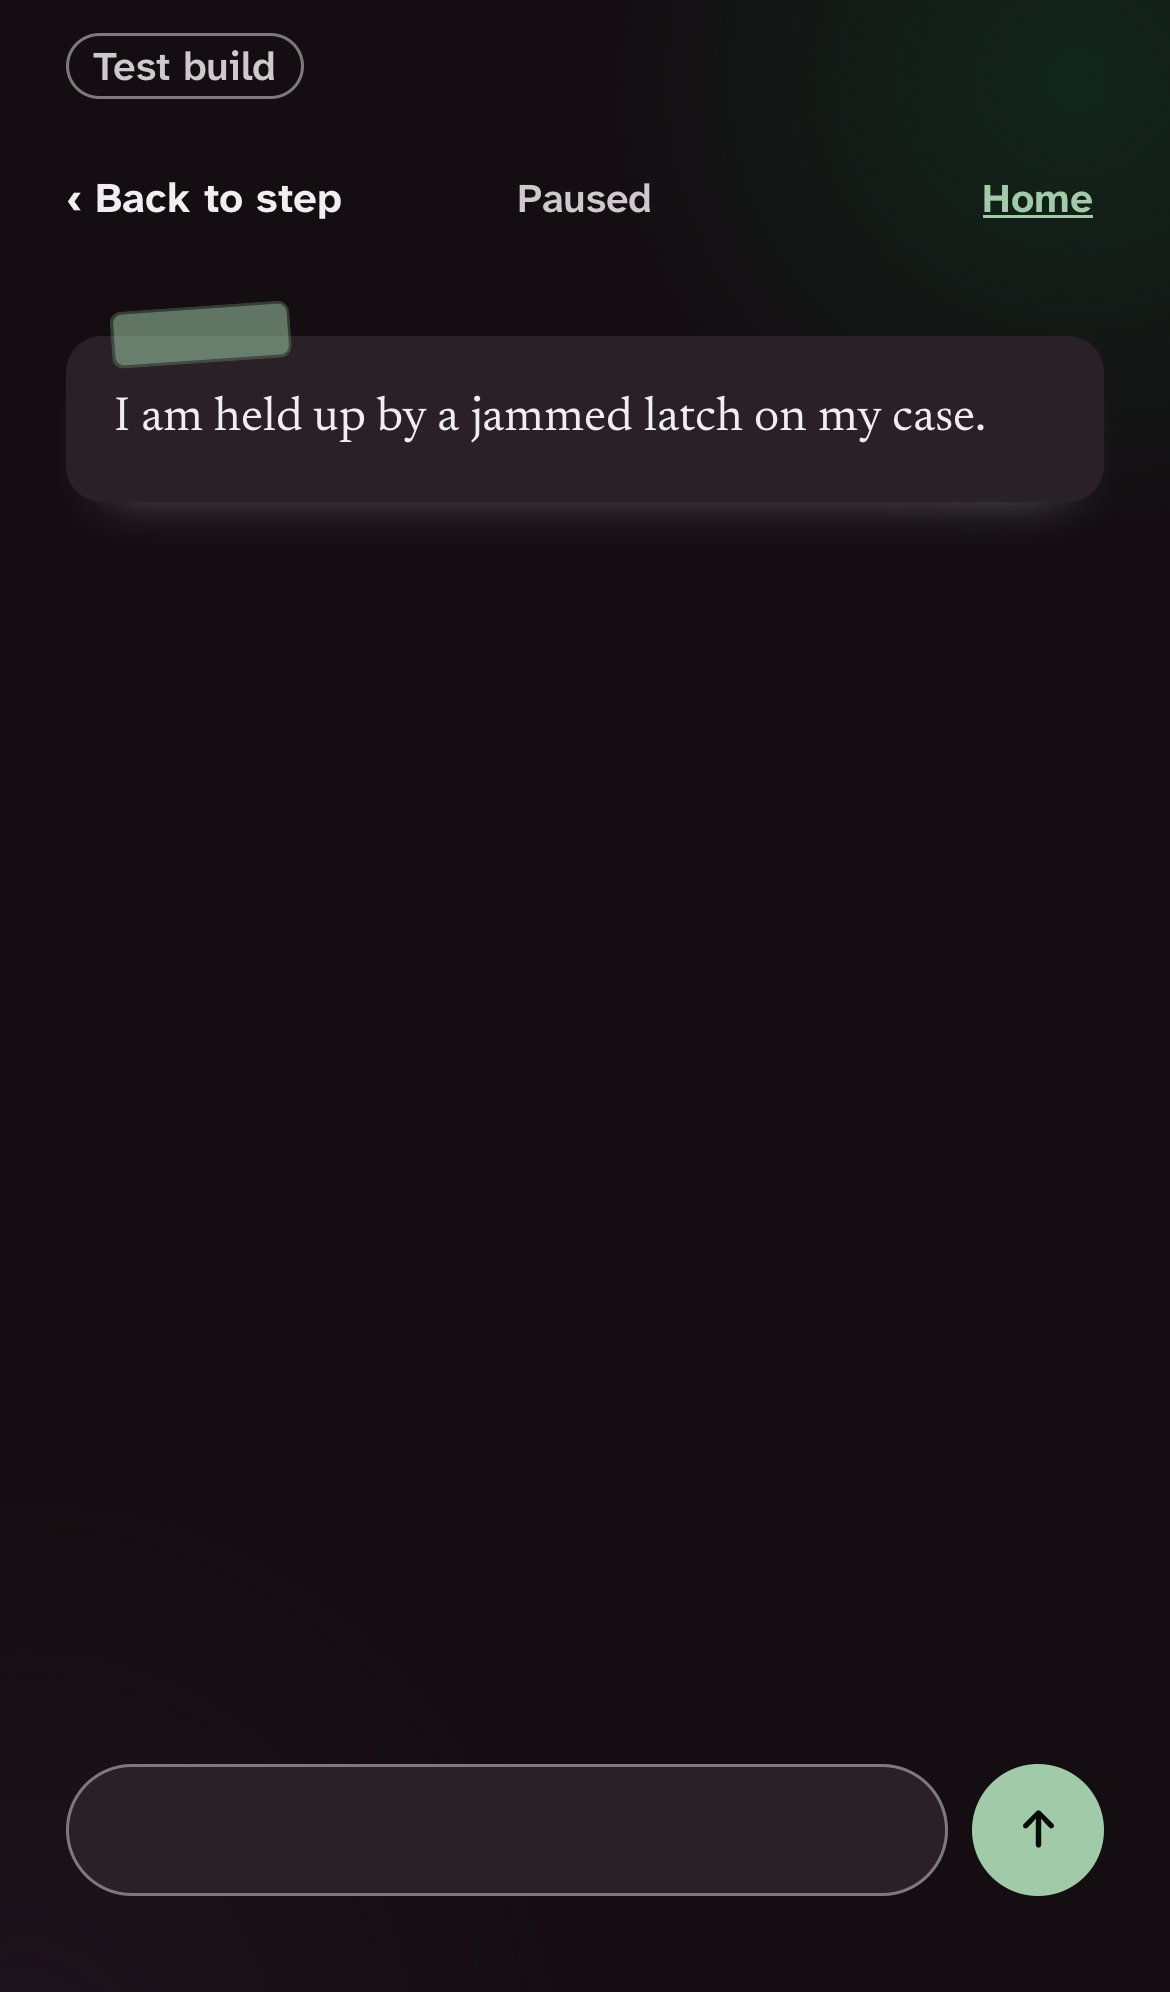 Test build
‹ Back to step
Paused
Home
I am held up by a jammed latch on my case.